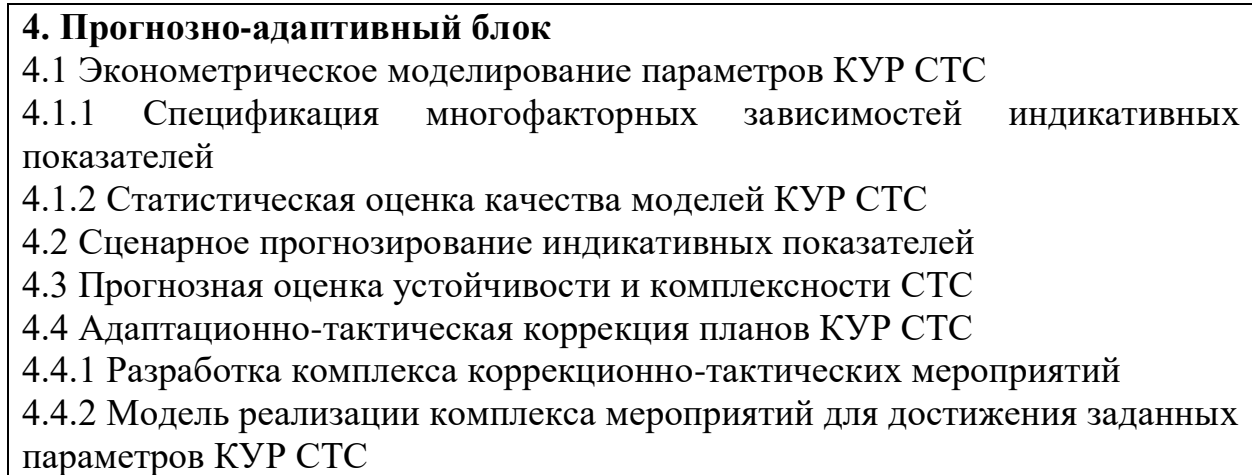 4. Прогнозно-адаптивный блок
4.1 Эконометрическое моделирование параметров КУР СТС
4.1.1 Спецификация многофакторных зависимостей индикативных
показателей
4.1.2 Статистическая оценка качества моделей КУР СТС
4.2 Сценарное прогнозирование индикативных показателей
4.3 Прогнозная оценка устойчивости и комплексности СТС
4.4 Адаптационно-тактическая коррекция планов КУР СТС
4.4.1 Разработка комплекса коррекционно-тактических мероприятий
4.4.2 Модель реализации комплекса мероприятий для достижения заданных
параметров КУР СТС